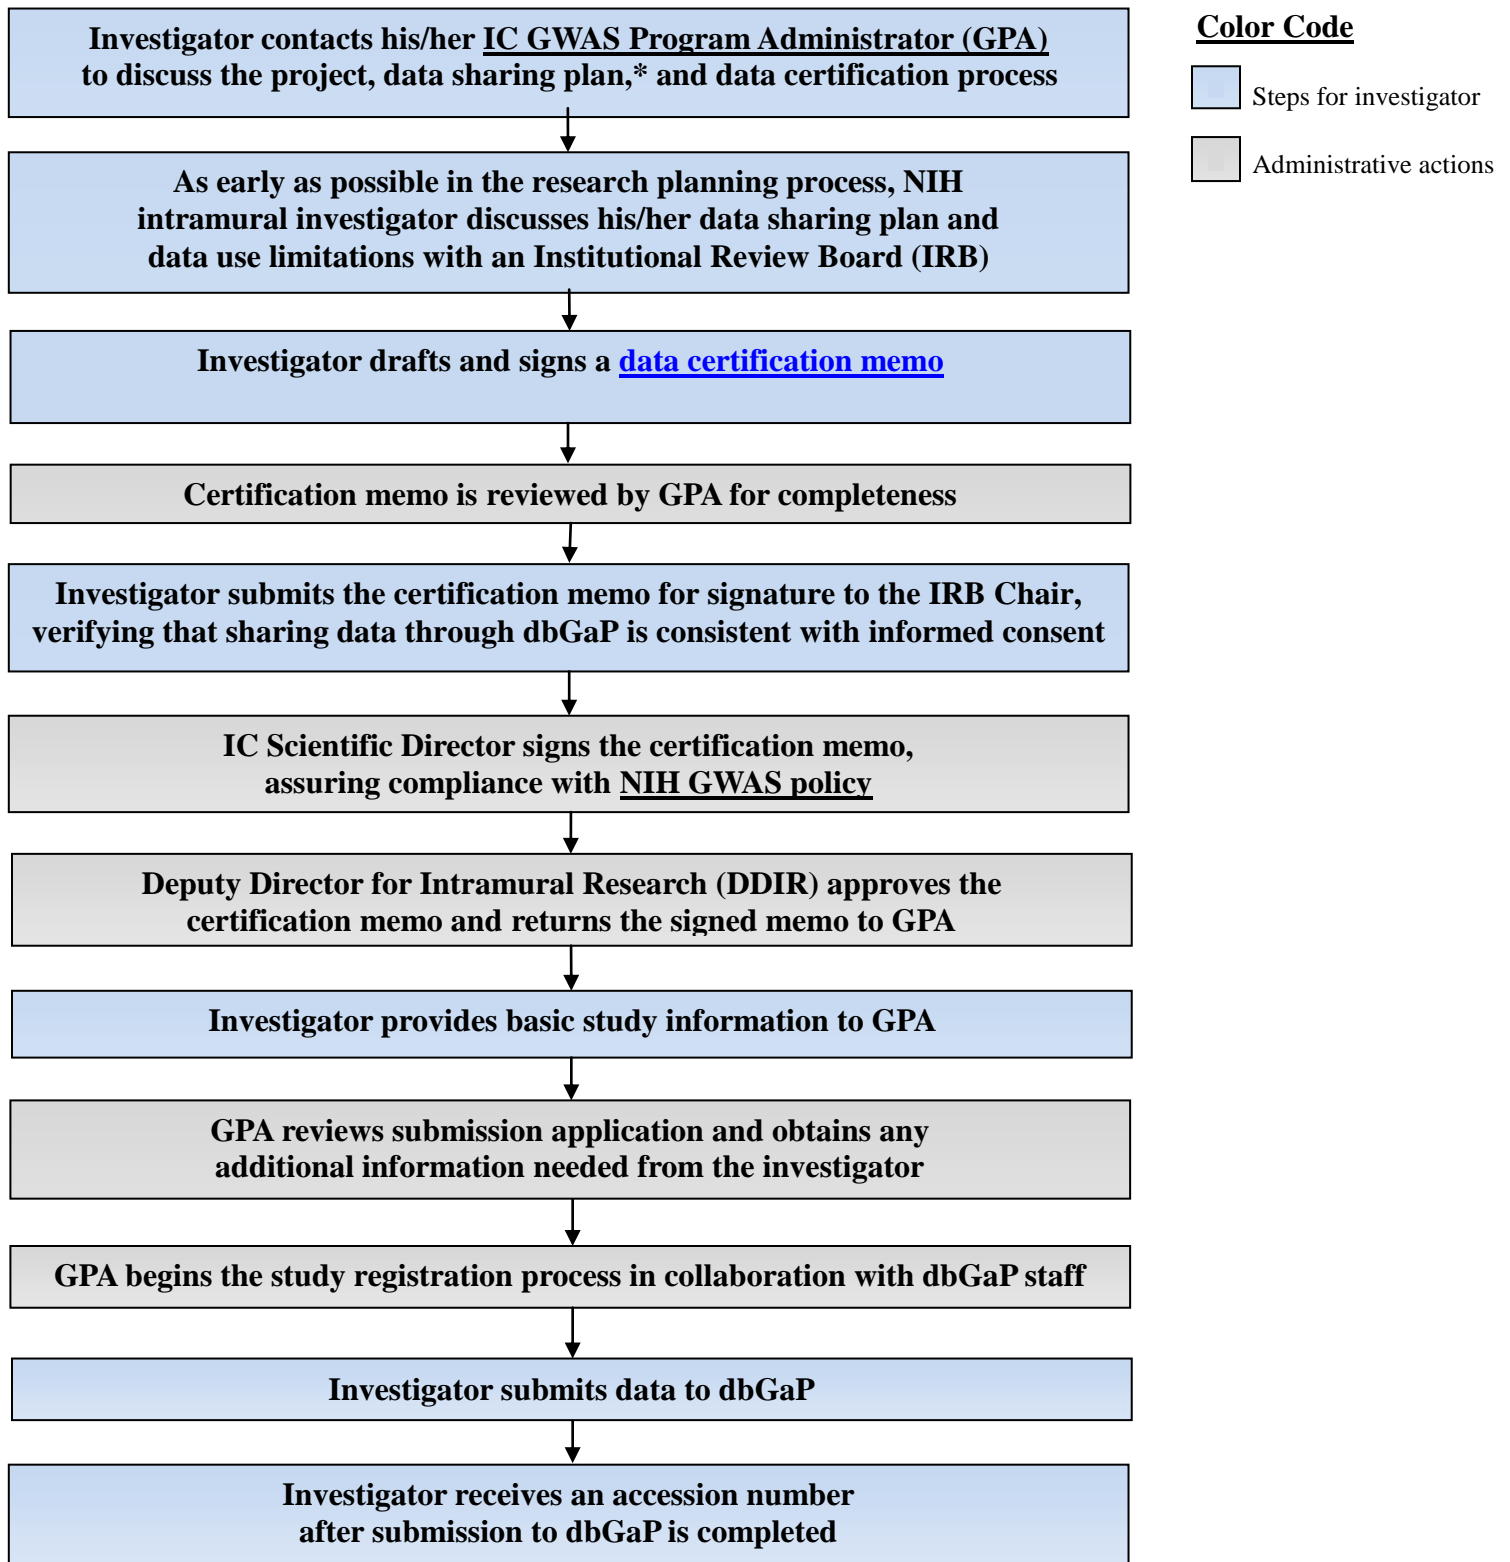 Investigator contacts his/her IC GWAS Program Administrator (GPA)
to discuss the project, data sharing plan,* and data certification process
Color Code
Steps for investigator
Administrative actions
As early as possible in the research planning process, NIH
intramural investigator discusses his/her data sharing plan and
data use limitations with an Institutional Review Board (IRB)
Investigator drafts and signs a data certification memo
Certification memo is reviewed by GPA for completeness
Investigator submits the certification memo for signature to the IRB Chair,
verifying that sharing data through dbGaP is consistent with informed consent
IC Scientific Director signs the certification memo,
assuring compliance with NIH GWAS policy
Deputy Director for Intramural Research (DDIR) approves the
certification memo and returns the signed memo to GPA
Investigator provides basic study information to GPA
GPA reviews submission application and obtains any
additional information needed from the investigator
GPA begins the study registration process in collaboration with dbGaP staff
Investigator submits data to dbGaP
Investigator receives an accession number
after submission to dbGaP is completed